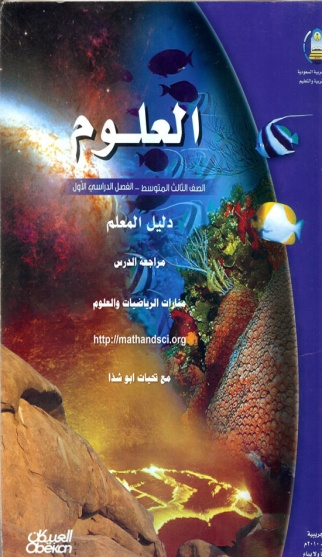 العلوم
الصف الثالث المتوسط - الفصل الدراسي الأول
دليل المعلم
مراجعة الدرس
منارات الرياضيات والعلوم
http://mathandsci.org
مع تحيات ابو شذا
العبيكان
Obeikan